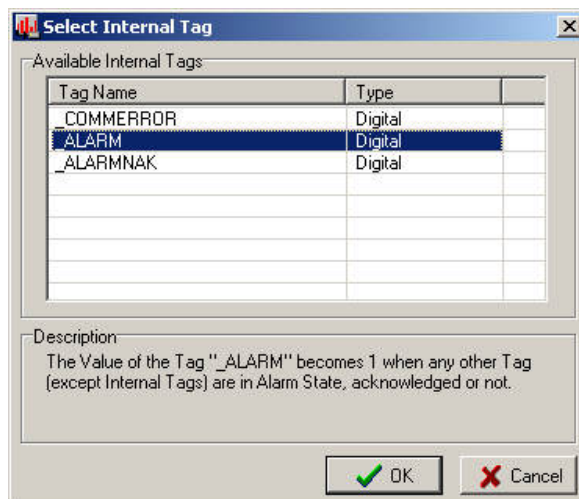 Select Internal Tag
Available Internal Tags
Tag Name Type
_COMMERROR Digital
_ALARM Digital
_ALARMNAK Digital
Description
The Value of the Tag "_ALARM" becomes 1 when any other Tag
(except Internal Tags) are in Alarm State, acknowledged or not.
OK Cancel